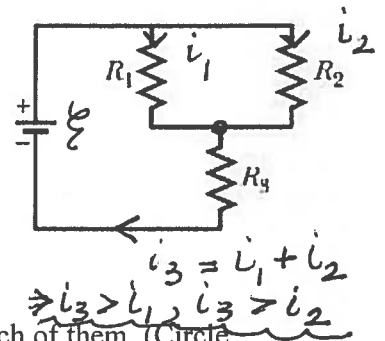 i₂
R₁ i₁ R₂
+
ℰ
−
R₃
i₃ = i₁ + i₂
⇒ i₃ > i₁, i₃ > i₂
ch of them. (Circle